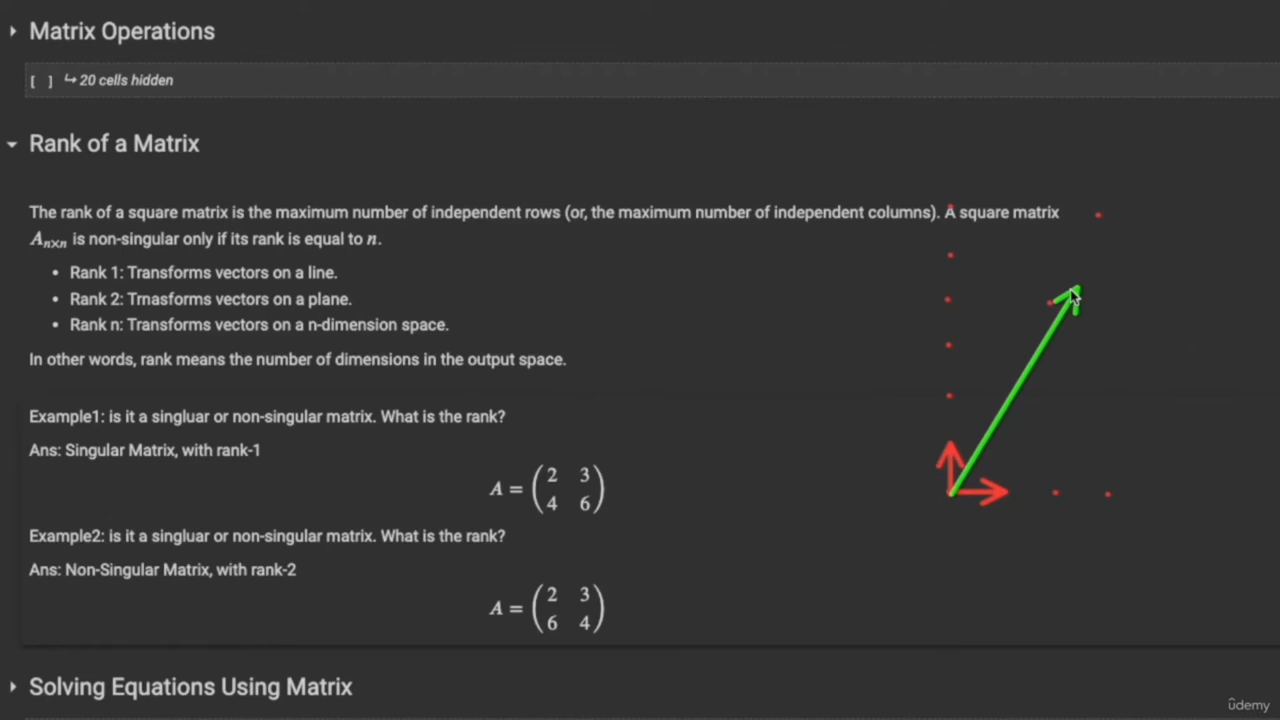 Matrix Operations
[ ] ↳ 20 cells hidden
Rank of a Matrix
The rank of a square matrix is the maximum number of independent rows (or, the maximum number of independent columns). A square matrix
Aₙₓₙ is non-singular only if its rank is equal to n.
• Rank 1: Transforms vectors on a line.
• Rank 2: Trnasforms vectors on a plane.
• Rank n: Transforms vectors on a n-dimension space.
In other words, rank means the number of dimensions in the output space.
Example1: is it a singluar or non-singular matrix. What is the rank?
Ans: Singular Matrix, with rank-1
A = ( 2 3
4 6 )
Example2: is it a singluar or non-singular matrix. What is the rank?
Ans: Non-Singular Matrix, with rank-2
A = ( 2 3
6 4 )
Solving Equations Using Matrix
ûdemy